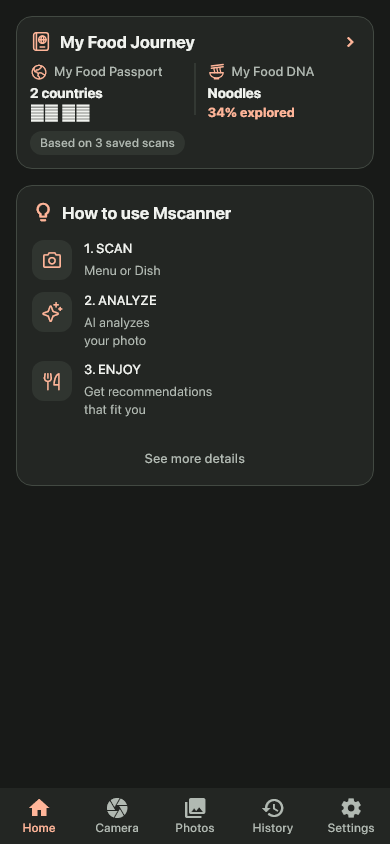 My Food Journey
My Food Passport
2 countries
My Food DNA
Noodles
34% explored
Based on 3 saved scans
How to use Mscanner
1. SCAN
Menu or Dish
2. ANALYZE
AI analyzes
your photo
3. ENJOY
Get recommendations
that fit you
See more details
Home
Camera
Photos
History
Settings